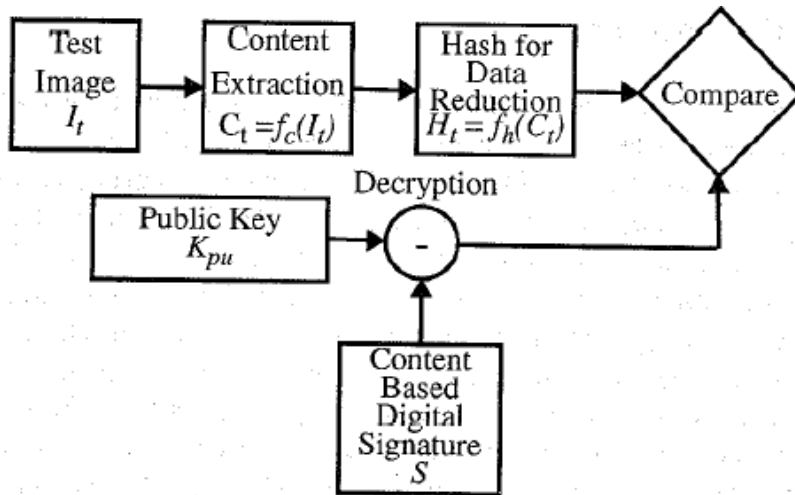 Test
Image
I_t
Content
Extraction
C_t =f_c(I_t)
Hash for
Data
Reduction
H_t = f_h(C_t)
Compare
Decryption
Public Key
K_pu
-
Content
Based
Digital
Signature
S